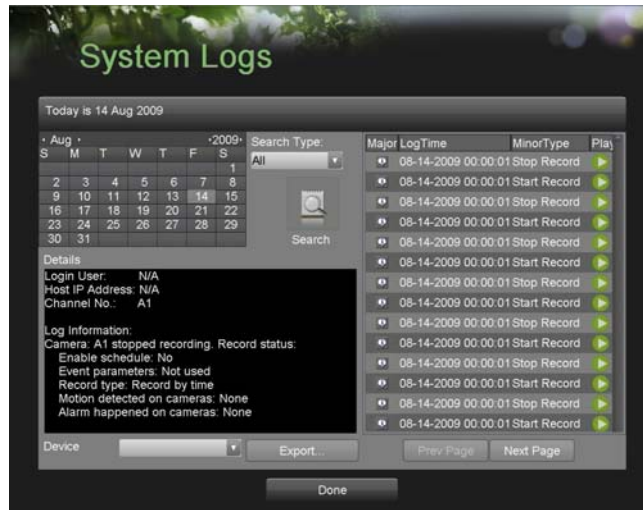 System Logs
Today is 14 Aug 2009
Aug 2009
S M T W T F S
1
2 3 4 5 6 7 8
9 10 11 12 13 14 15
16 17 18 19 20 21 22
23 24 25 26 27 28 29
30 31
Search Type:
All
Search
Details
Login User: N/A
Host IP Address: N/A
Channel No.: A1
Log Information:
Camera: A1 stopped recording. Record status:
Enable schedule: No
Event parameters: Not used
Record type: Record by time
Motion detected on cameras: None
Alarm happened on cameras: None
Device
Export...
Major LogTime MinorType Play
08-14-2009 00:00:01 Stop Record
08-14-2009 00:00:01 Start Record
08-14-2009 00:00:01 Stop Record
08-14-2009 00:00:01 Start Record
08-14-2009 00:00:01 Stop Record
08-14-2009 00:00:01 Start Record
08-14-2009 00:00:01 Stop Record
08-14-2009 00:00:01 Start Record
08-14-2009 00:00:01 Stop Record
08-14-2009 00:00:01 Start Record
08-14-2009 00:00:01 Stop Record
08-14-2009 00:00:01 Start Record
08-14-2009 00:00:01 Stop Record
08-14-2009 00:00:01 Start Record
Prev Page Next Page
Done